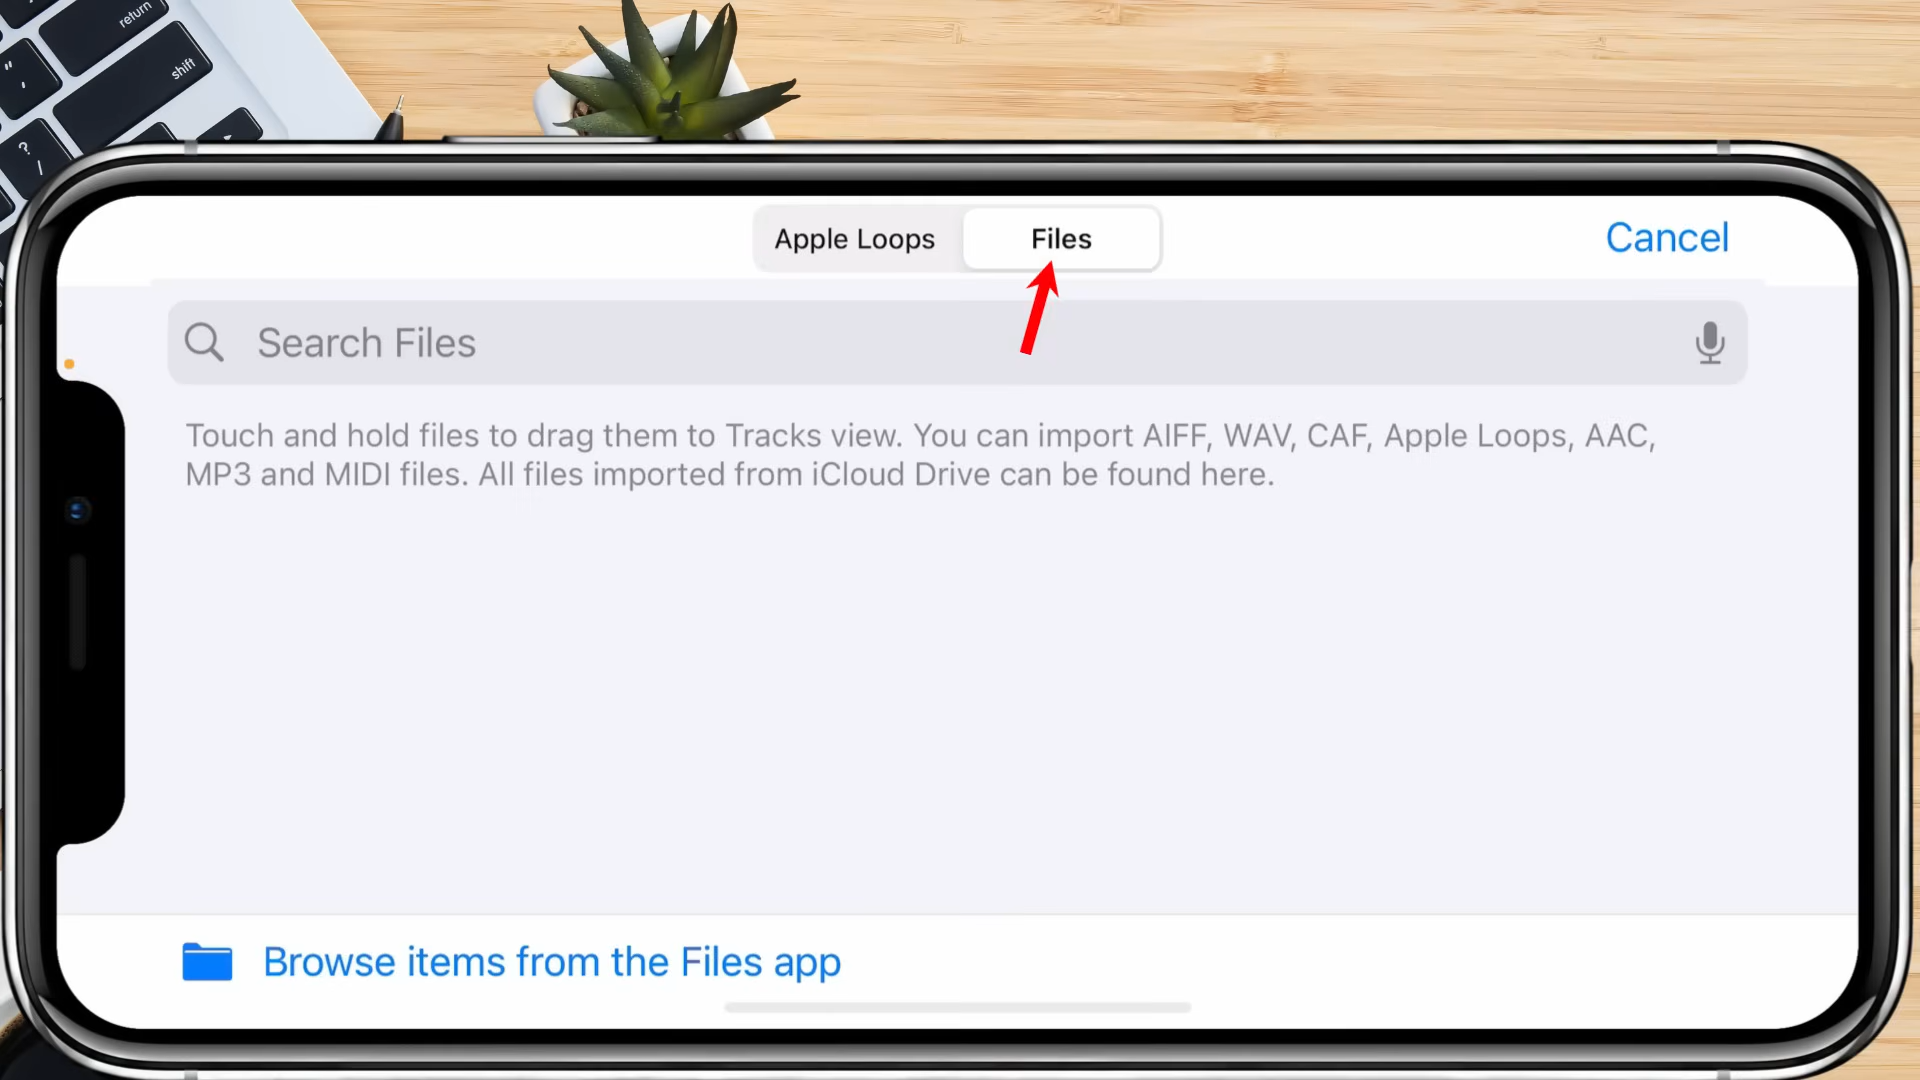 return
shift
Apple Loops
Files
Cancel
Search Files
Touch and hold files to drag them to Tracks view. You can import AIFF, WAV, CAF, Apple Loops, AAC,
MP3 and MIDI files. All files imported from iCloud Drive can be found here.
Browse items from the Files app